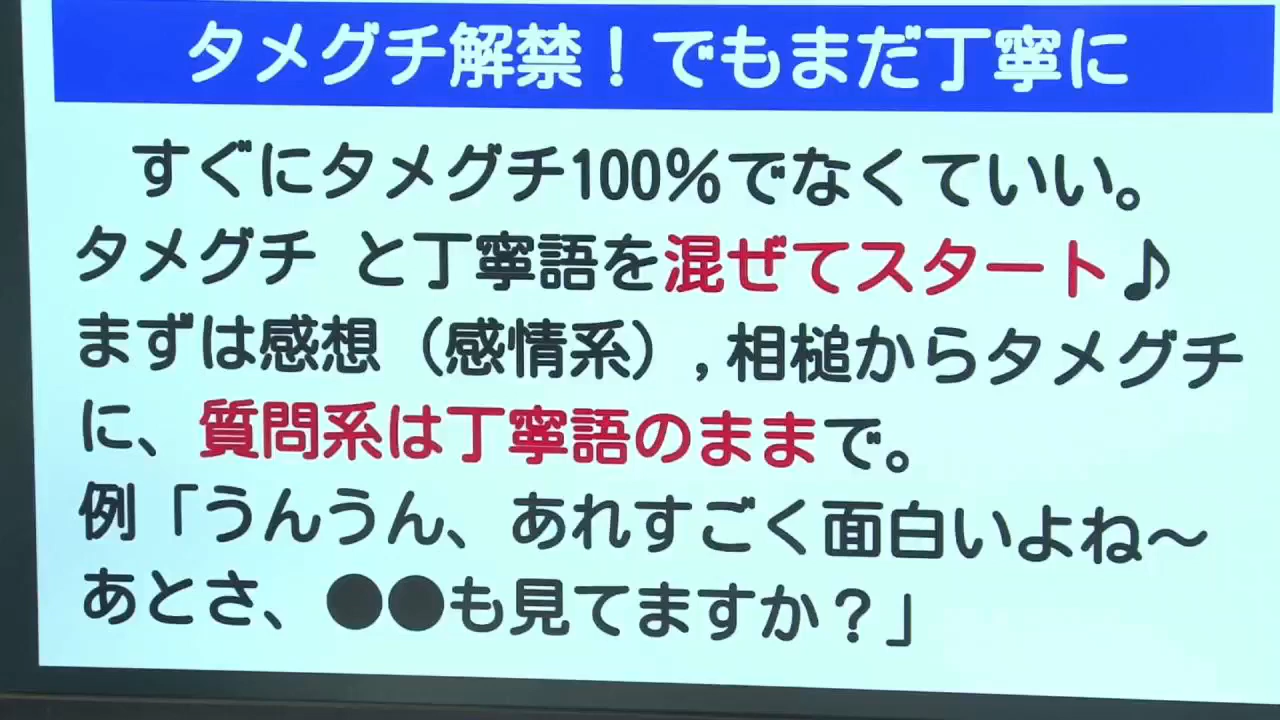 タメグチ解禁！でもまだ丁寧に
すぐにタメグチ100%でなくていい。
タメグチ と丁寧語を混ぜてスタート♪
まずは感想（感情系）,相槌からタメグチ
に、質問系は丁寧語のままで。
例「うんうん、あれすごく面白いよね～
あとさ、●●も見てますか？」